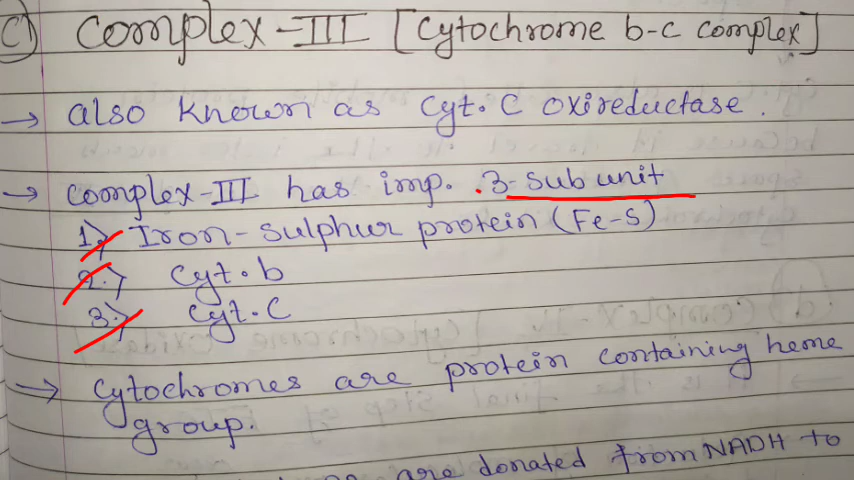 c) Complex-III [Cytochrome b-c complex]
→ also known as Cyt. C oxireductase.
→ complex-III has imp. 3-sub unit
1) Iron-sulphur protein (Fe-S)
2.) Cyt.b
3.) Cyt.C
→ Cytochromes are protein containing heme
group.
are donated from NADH to